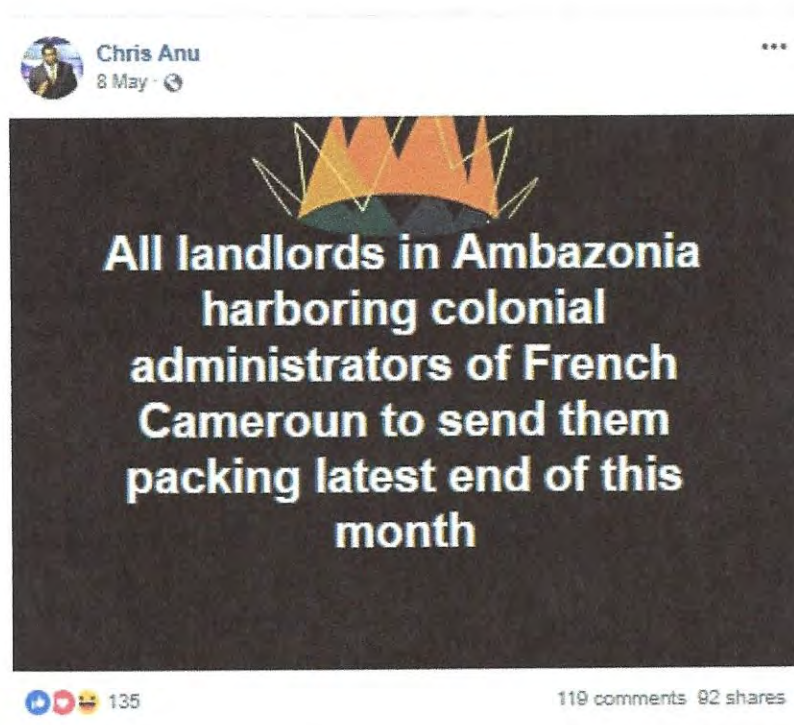 Chris Anu
8 May ·
All landlords in Ambazonia
harboring colonial
administrators of French
Cameroun to send them
packing latest end of this
month
135
119 comments 92 shares